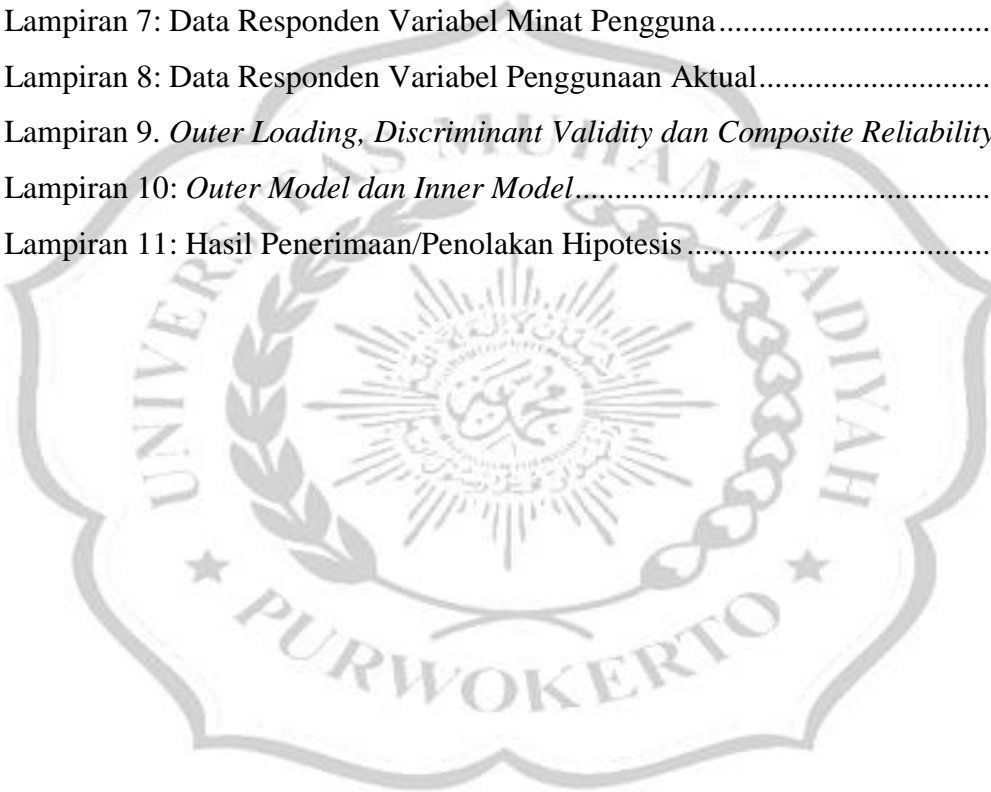 Lampiran 7: Data Responden Variabel Minat Pengguna................................
Lampiran 8: Data Responden Variabel Penggunaan Aktual...........................
Lampiran 9. Outer Loading, Discriminant Validity dan Composite Reliability
Lampiran 10: Outer Model dan Inner Model.................................................
Lampiran 11: Hasil Penerimaan/Penolakan Hipotesis....................................
UNIVERSITAS MUHAMMADIYAH
PURWOKERTO